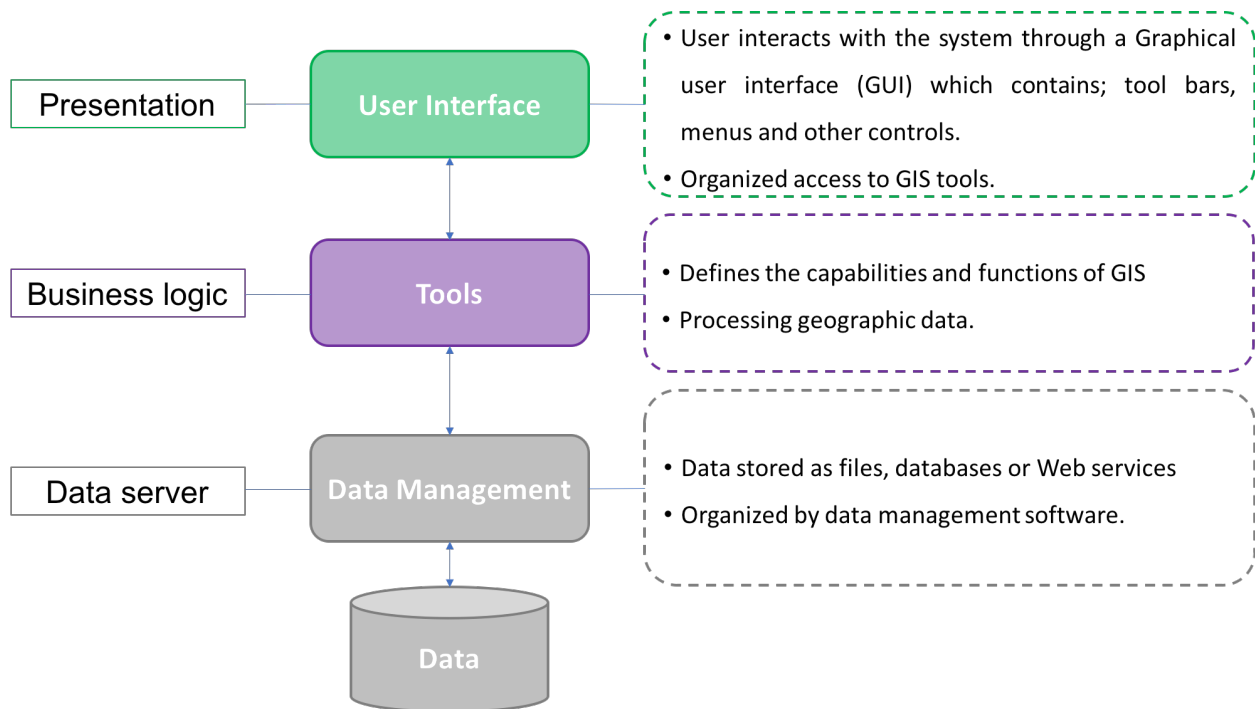 Presentation
User Interface
• User interacts with the system through a Graphical
user interface (GUI) which contains; tool bars,
menus and other controls.
• Organized access to GIS tools.
Business logic
Tools
• Defines the capabilities and functions of GIS
• Processing geographic data.
Data server
Data Management
• Data stored as files, databases or Web services
• Organized by data management software.
Data